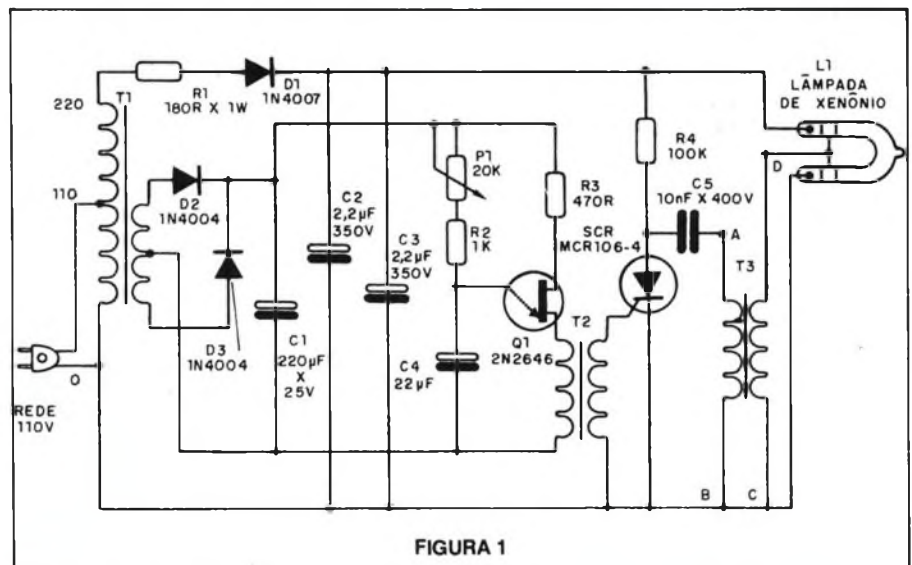 L1
LÂMPADA
DE XENÔNIO
R1
180R X 1W
D1
1N4007
T1
220
110
D2
1N4004
D3
1N4004
0
REDE
110V
C2
2,2µF
350V
C3
2,2µF
350V
C1
220µF
X
25V
P1
20K
R2
1K
C4
22µF
R3
470R
Q1
2N2646
SCR
MCR106-4
T2
R4
100K
C5
10nF X 400V
A
T3
D
B
C
FIGURA 1